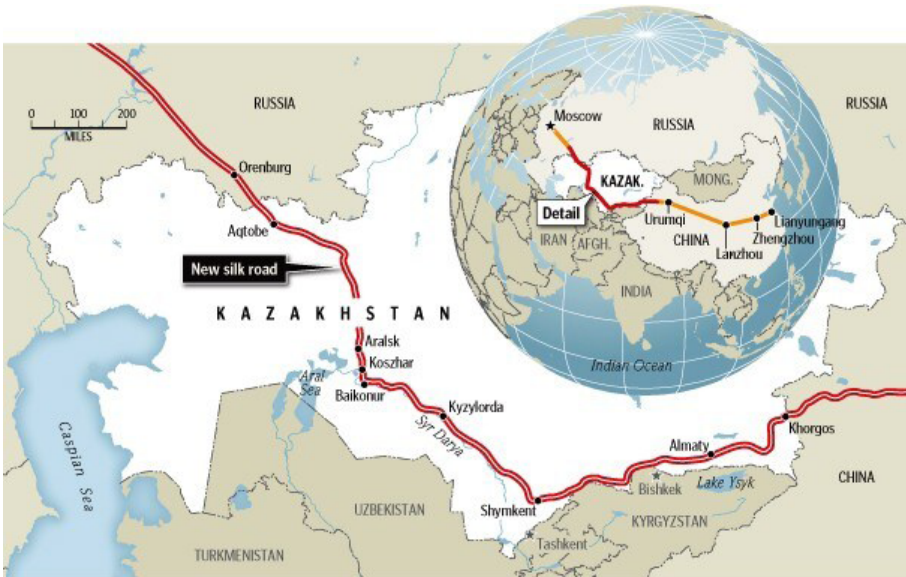 RUSSIA
0 100 200
MILES
Orenburg
Aqtobe
New silk road
KAZAKHSTAN
Aralsk
Koszhar
Aral
Sea
Baikonur
Kyzylorda
Syr Darya
Caspian Sea
Shymkent
UZBEKISTAN
TURKMENISTAN
Tashkent
Bishkek
Almaty
Lake Ysyk
KYRGYZSTAN
Khorgos
CHINA
RUSSIA
Moscow
RUSSIA
KAZAK.
MONG.
Detail
Urumqi
Lianyungang
Zhengzhou
Lanzhou
CHINA
IRAN
AFGH.
INDIA
Indian Ocean